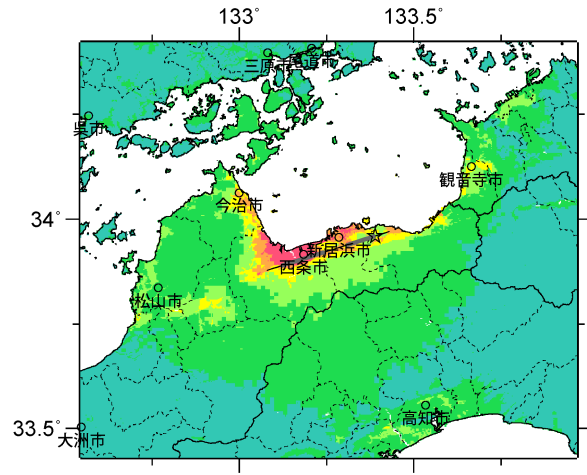 133°
133.5°
三原市
尾道市
呉市
観音寺市
今治市
34°
新居浜市
西条市
松山市
高知市
33.5°
大洲市